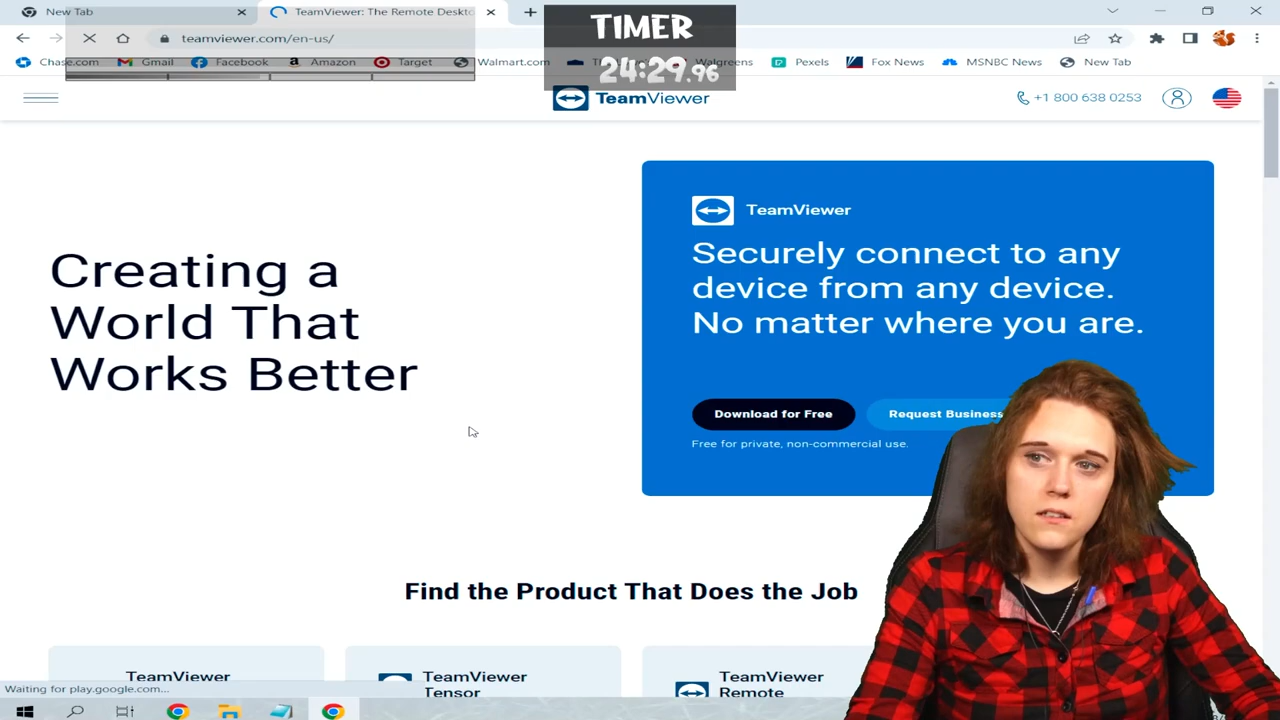 New Tab
TeamViewer: The Remote Deskto
TIMER
24:29.96
teamviewer.com/en-us/
Chase.com
Gmail
Facebook
Amazon
Target
Walmart.com
Walgreens
Pexels
Fox News
MSNBC News
New Tab
TeamViewer
+1 800 638 0253
Creating a
World That
Works Better
TeamViewer
Securely connect to any
device from any device.
No matter where you are.
Download for Free
Request Business
Free for private, non-commercial use.
Find the Product That Does the Job
TeamViewer
TeamViewer
Tensor
TeamViewer
Remote
Waiting for play.google.com...